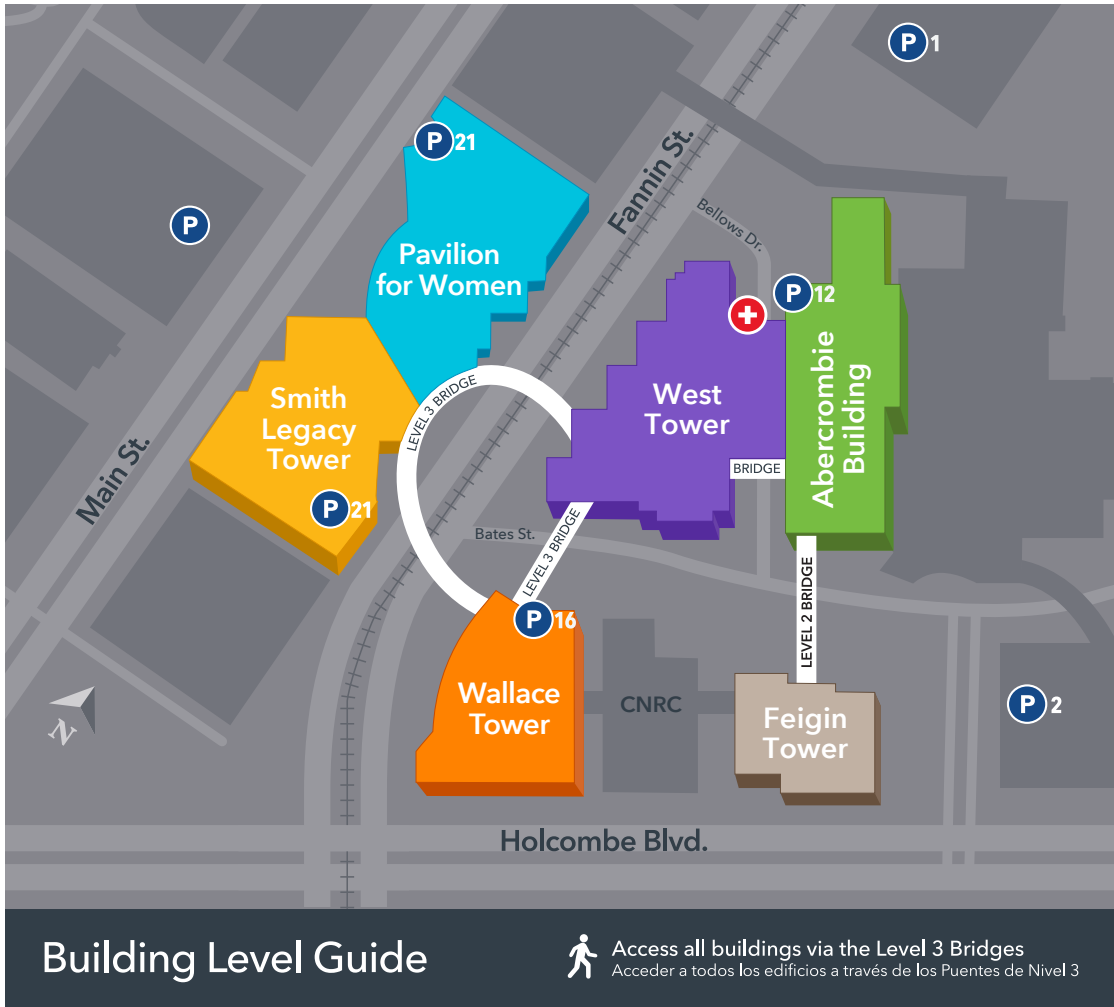 P 1
P 21
Fannin St.
P
Bellows Dr.
Pavilion
for Women
P 12
Smith
Legacy
Tower
LEVEL 3 BRIDGE
West
Tower
Abercrombie
Building
Main St.
BRIDGE
P 21
Bates St.
LEVEL 3 BRIDGE
LEVEL 2 BRIDGE
P 16
Wallace
Tower
CNRC
Feigin
Tower
P 2
N
Holcombe Blvd.
Building Level Guide
Access all buildings via the Level 3 Bridges
Acceder a todos los edificios a través de los Puentes de Nivel 3